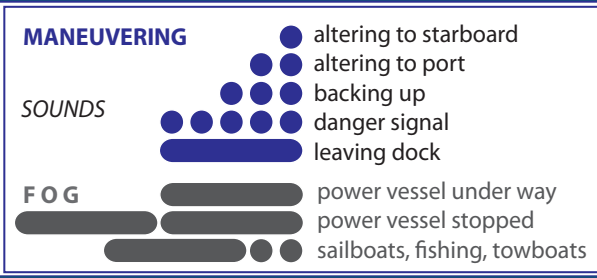 MANEUVERING altering to starboard
altering to port
backing up
SOUNDS
danger signal
leaving dock
FOG power vessel under way
power vessel stopped
sailboats, fishing, towboats